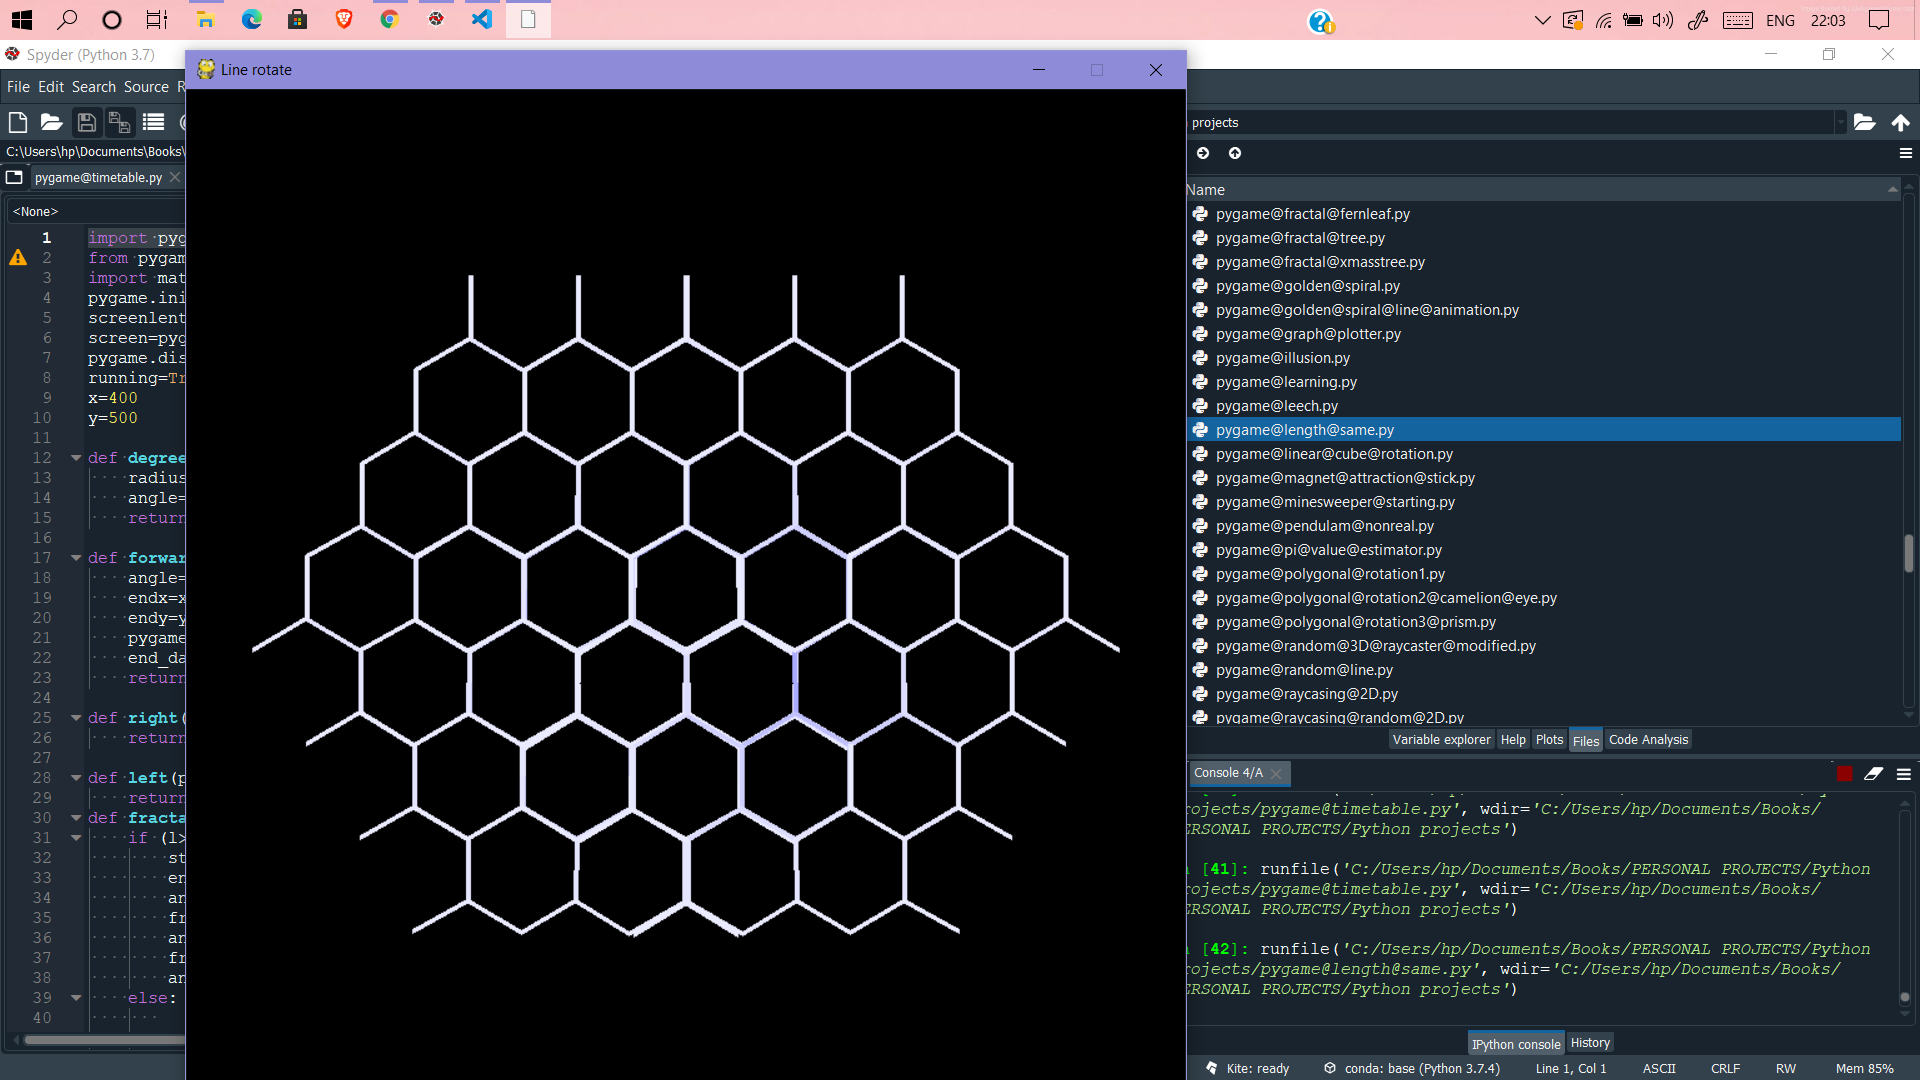 ENG 22:03
Spyder (Python 3.7)
Line rotate
File Edit Search Source R
projects
C:\Users\hp\Documents\Books\
pygame@timetable.py
<None>
Name
1 import pyg
2 from pygam
3 import mat
4 pygame.ini
5 screenlent
6 screen=pyg
7 pygame.dis
8 running=Tr
9 x=400
10 y=500
11
12 def degree
13 radius
14 angle=
15 return
16
17 def forwar
18 angle=
19 endx=x
20 endy=y
21 pygame
22 end_da
23 return
24
25 def right(
26 return
27
28 def left(p
29 return
30 def fracta
31 if (l>
32 st
33 en
34 an
35 fr
36 an
37 fr
38 an
39 else:
40
pygame@fractal@fernleaf.py
pygame@fractal@tree.py
pygame@fractal@xmasstree.py
pygame@golden@spiral.py
pygame@golden@spiral@line@animation.py
pygame@graph@plotter.py
pygame@illusion.py
pygame@learning.py
pygame@leech.py
pygame@length@same.py
pygame@linear@cube@rotation.py
pygame@magnet@attraction@stick.py
pygame@minesweeper@starting.py
pygame@pendulam@nonreal.py
pygame@pi@value@estimator.py
pygame@polygonal@rotation1.py
pygame@polygonal@rotation2@camelion@eye.py
pygame@polygonal@rotation3@prism.py
pygame@random@3D@raycaster@modified.py
pygame@random@line.py
pygame@raycasing@2D.py
pygame@raycasing@random@2D.py
Variable explorer Help Plots Files Code Analysis
Console 4/A
rojects/pygame@timetable.py', wdir='C:/Users/hp/Documents/Books/
ERSONAL PROJECTS/Python projects')
[41]: runfile('C:/Users/hp/Documents/Books/PERSONAL PROJECTS/Python
rojects/pygame@timetable.py', wdir='C:/Users/hp/Documents/Books/
ERSONAL PROJECTS/Python projects')
[42]: runfile('C:/Users/hp/Documents/Books/PERSONAL PROJECTS/Python
rojects/pygame@length@same.py', wdir='C:/Users/hp/Documents/Books/
ERSONAL PROJECTS/Python projects')
IPython console History
Kite: ready conda: base (Python 3.7.4) Line 1, Col 1 ASCII CRLF RW Mem 85%